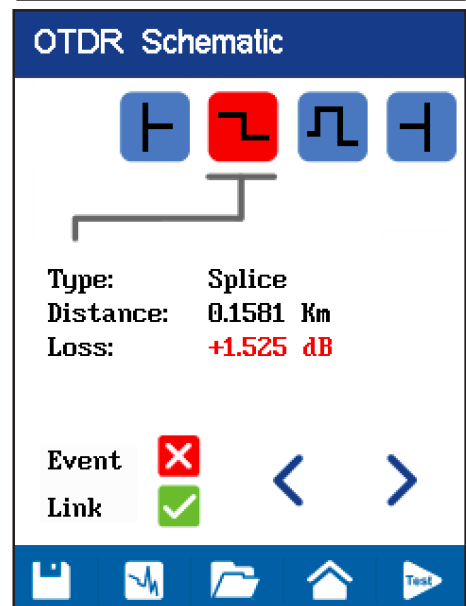 OTDR Schematic
Type: Splice
Distance: 0.1581 Km
Loss: +1.525 dB
Event
Link
Test